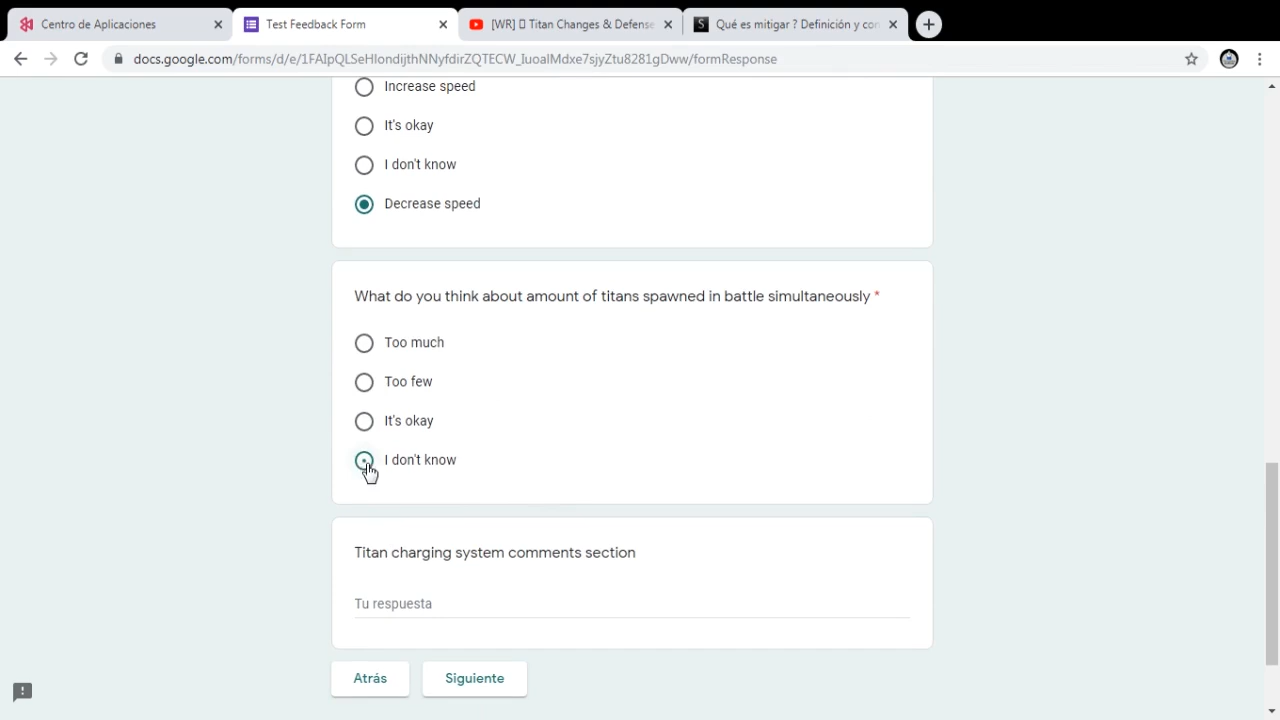 Centro de Aplicaciones
Test Feedback Form
[WR] Titan Changes & Defense
Qué es mitigar ? Definición y con
docs.google.com/forms/d/e/1FAIpQLSeHlondijthNNyfdirZQTECW_IuoalMdxe7sjyZtu8281gDww/formResponse
Increase speed
It's okay
I don't know
Decrease speed
What do you think about amount of titans spawned in battle simultaneously *
Too much
Too few
It's okay
I don't know
Titan charging system comments section
Tu respuesta
Atrás
Siguiente